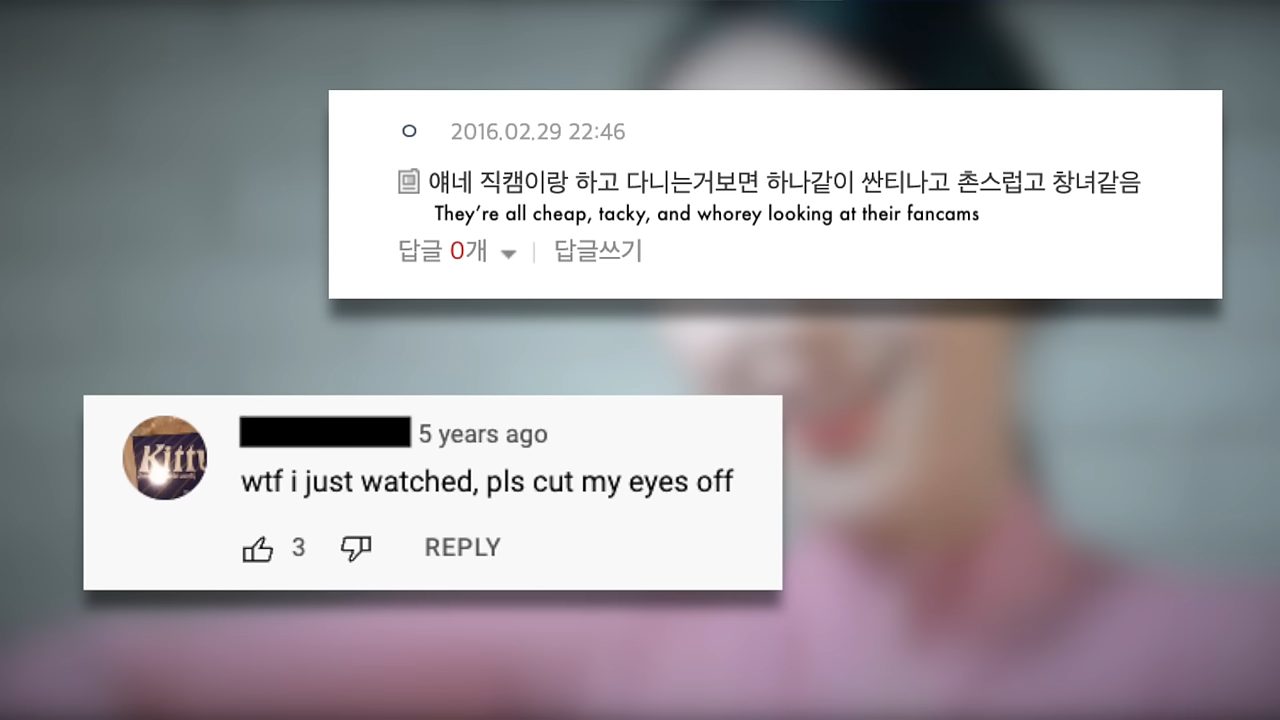 ㅇ 2016.02.29 22:46
얘네 직캠이랑 하고 다니는거보면 하나같이 싼티나고 촌스럽고 창녀같음
They're all cheap, tacky, and whorey looking at their fancams
답글 0개 답글쓰기
5 years ago
wtf i just watched, pls cut my eyes off
3 REPLY
Kitty